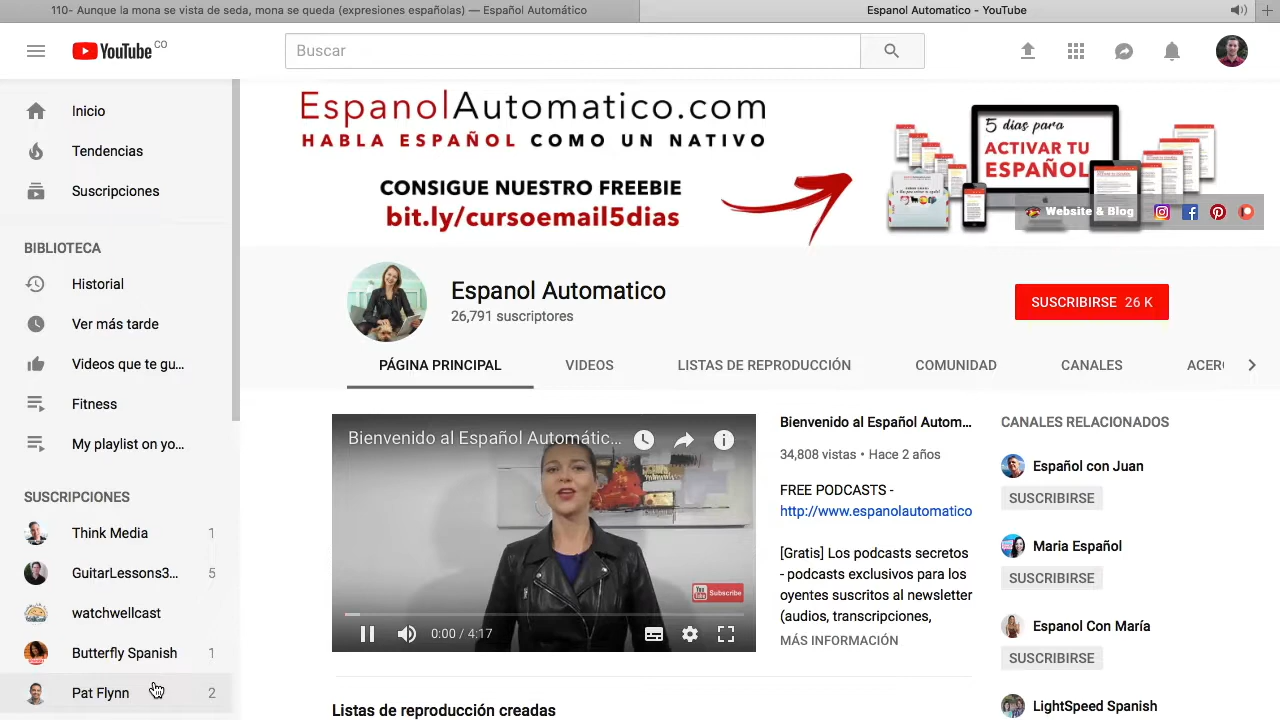 110- Aunque la mona se vista de seda, mona se queda (expresiones españolas) — Español Automático
Espanol Automatico - YouTube
YouTube CO
Buscar
Inicio
Tendencias
Suscripciones
BIBLIOTECA
Historial
Ver más tarde
Videos que te gu...
Fitness
My playlist on yo...
SUSCRIPCIONES
Think Media 1
GuitarLessons3... 5
watchwellcast
Butterfly Spanish 1
Pat Flynn 2
EspanolAutomatico.com
HABLA ESPAÑOL COMO UN NATIVO
CONSIGUE NUESTRO FREEBIE
bit.ly/cursoemail5dias
5 días para
ACTIVAR TU
ESPAÑOL
Website & Blog
Espanol Automatico
26,791 suscriptores
SUSCRIBIRSE 26 K
PÁGINA PRINCIPAL VIDEOS LISTAS DE REPRODUCCIÓN COMUNIDAD CANALES ACER
Bienvenido al Español Automátic...
Subscribe
0:00 / 4:17
Bienvenido al Español Autom...
34,808 vistas • Hace 2 años
FREE PODCASTS -
http://www.espanolautomatico
[Gratis] Los podcasts secretos
- podcasts exclusivos para los
oyentes suscritos al newsletter
(audios, transcripciones,
MÁS INFORMACIÓN
CANALES RELACIONADOS
Español con Juan
SUSCRIBIRSE
Maria Español
SUSCRIBIRSE
Espanol Con María
SUSCRIBIRSE
LightSpeed Spanish
Listas de reproducción creadas